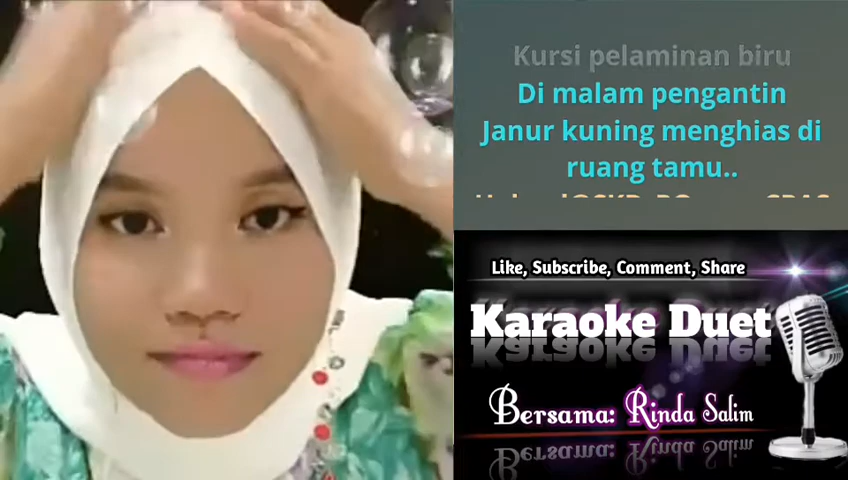 Kursi pelaminan biru
Di malam pengantin
Janur kuning menghias di
ruang tamu..
Like, Subscribe, Comment, Share
Karaoke Duet
Bersama: Rinda Salim